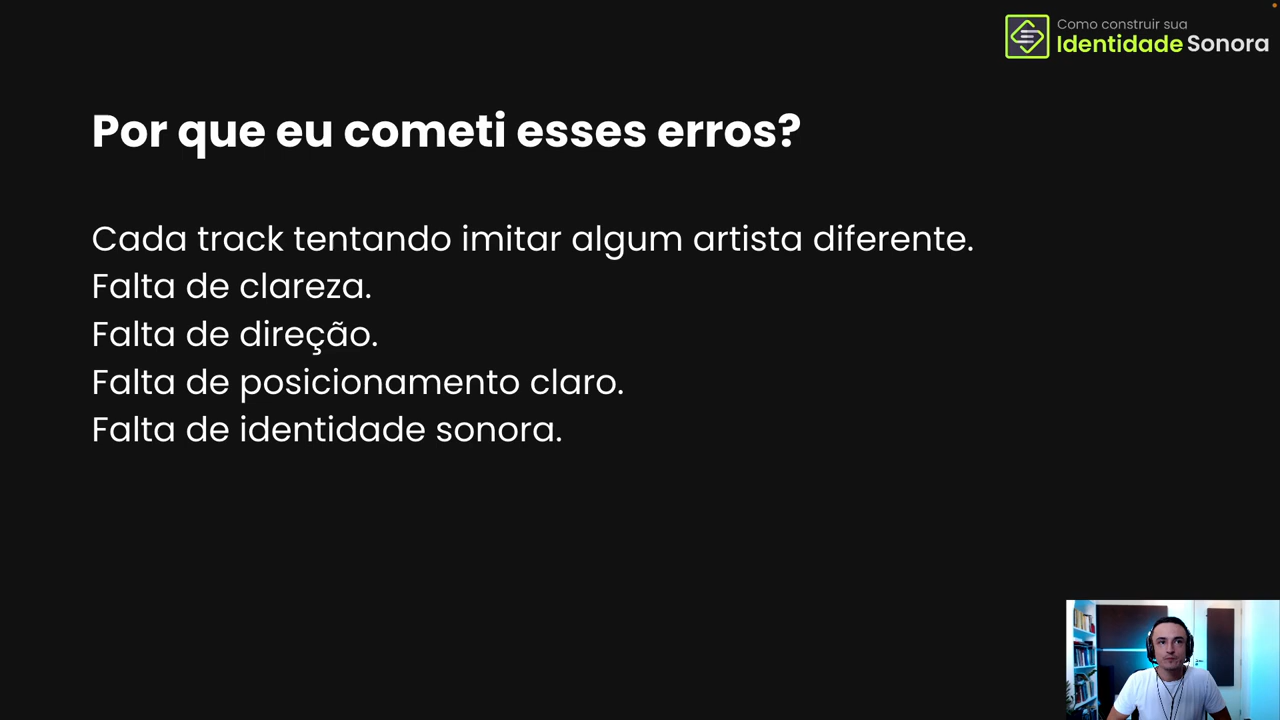 Como construir sua
Identidade Sonora
Por que eu cometi esses erros?
Cada track tentando imitar algum artista diferente.
Falta de clareza.
Falta de direção.
Falta de posicionamento claro.
Falta de identidade sonora.